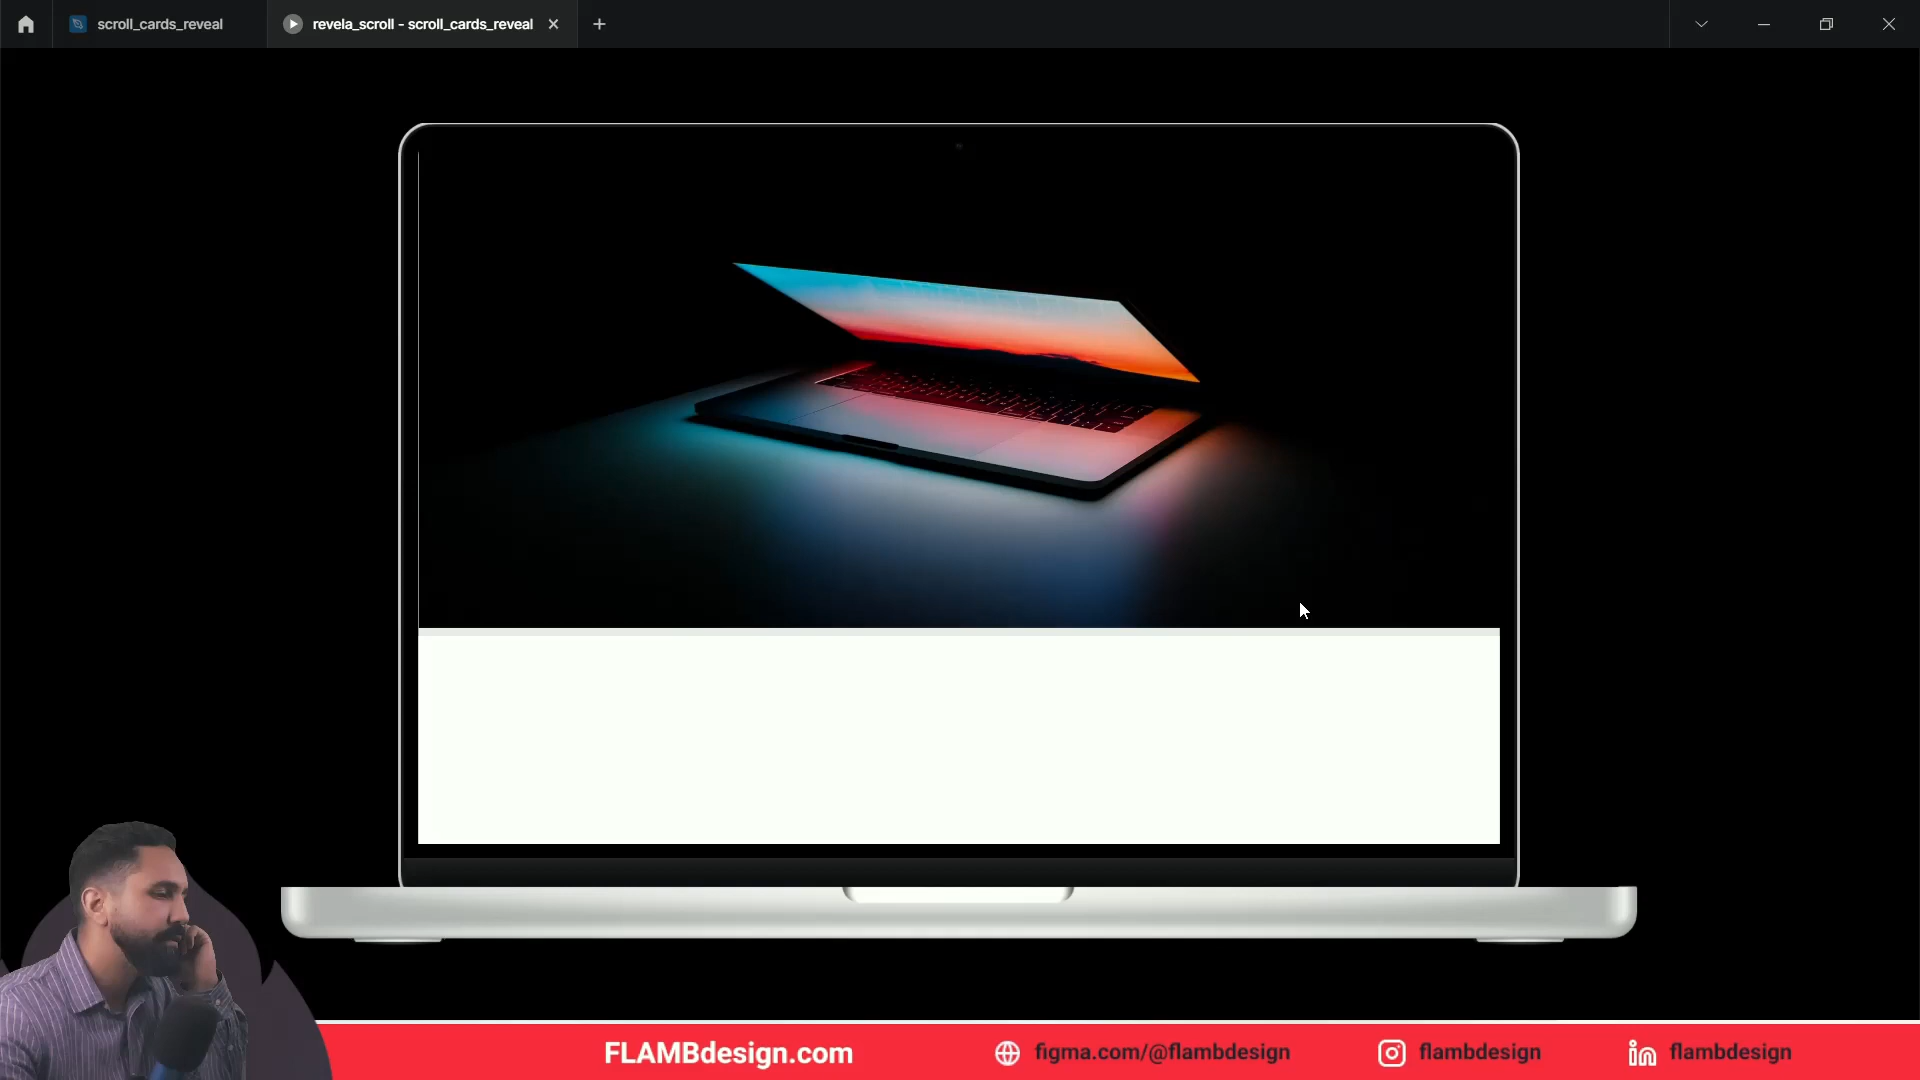 scroll_cards_reveal
revela_scroll - scroll_cards_reveal
FLAMBdesign.com
figma.com/@flambdesign
flambdesign
flambdesign